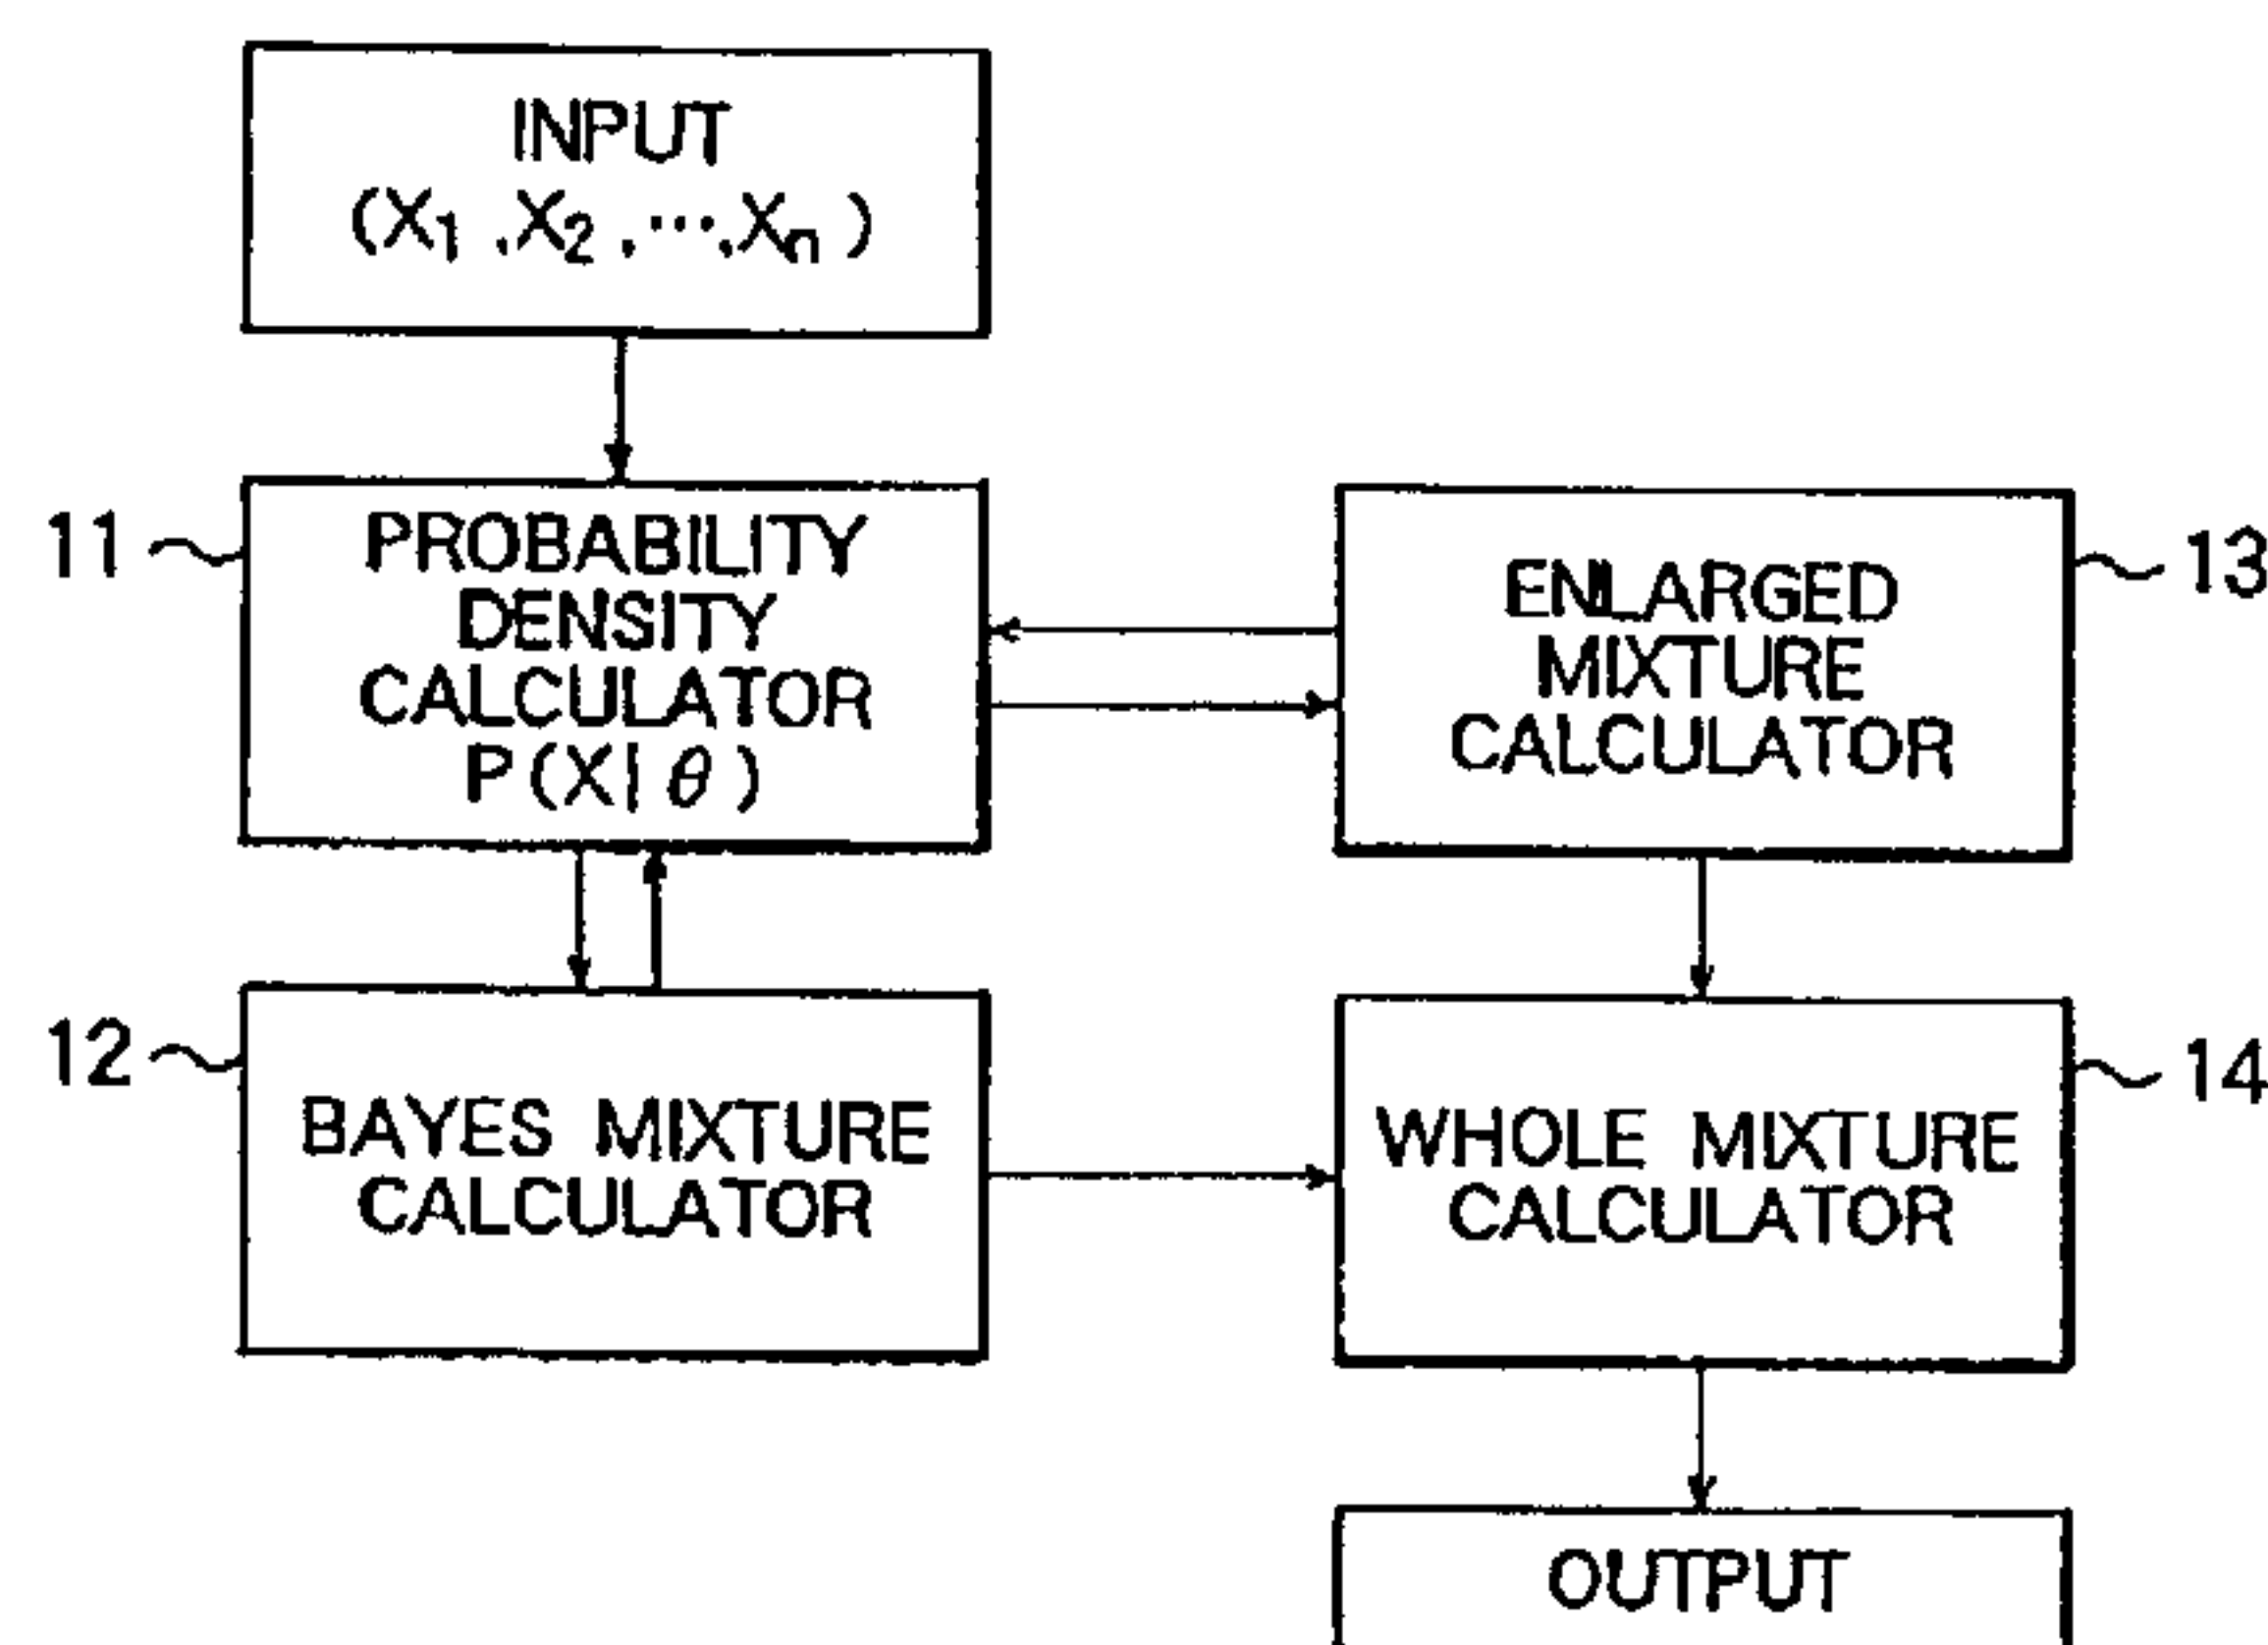 INPUT
(X1 ,X2 ,⋯,Xn )
11
PROBABILITY
DENSITY
CALCULATOR
P(X| θ )
13
ENLARGED
MIXTURE
CALCULATOR
12
BAYES MIXTURE
CALCULATOR
14
WHOLE MIXTURE
CALCULATOR
OUTPUT